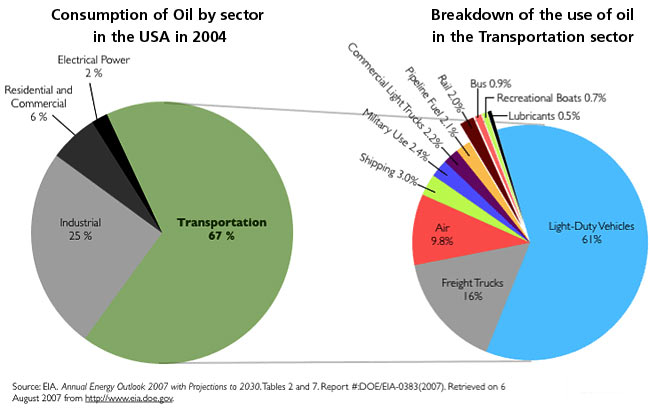 Consumption of Oil by sector
in the USA in 2004
Breakdown of the use of oil
in the Transportation sector
Electrical Power
2 %
Residential and
Commercial
6 %
Industrial
25 %
Transportation
67 %
Lubricants 0.5%
Recreational Boats 0.7%
Bus 0.9%
Rail 2.0%
Pipeline Fuel 2.1%
Commercial Light Trucks 2.2%
Military Use 2.4%
Shipping 3.0%
Air
9.8%
Freight Trucks
16%
Light-Duty Vehicles
61%
Source: EIA. Annual Energy Outlook 2007 with Projections to 2030.Tables 2 and 7. Report #:DOE/EIA-0383(2007). Retrieved on 6
August 2007 from http://www.eia.doe.gov.